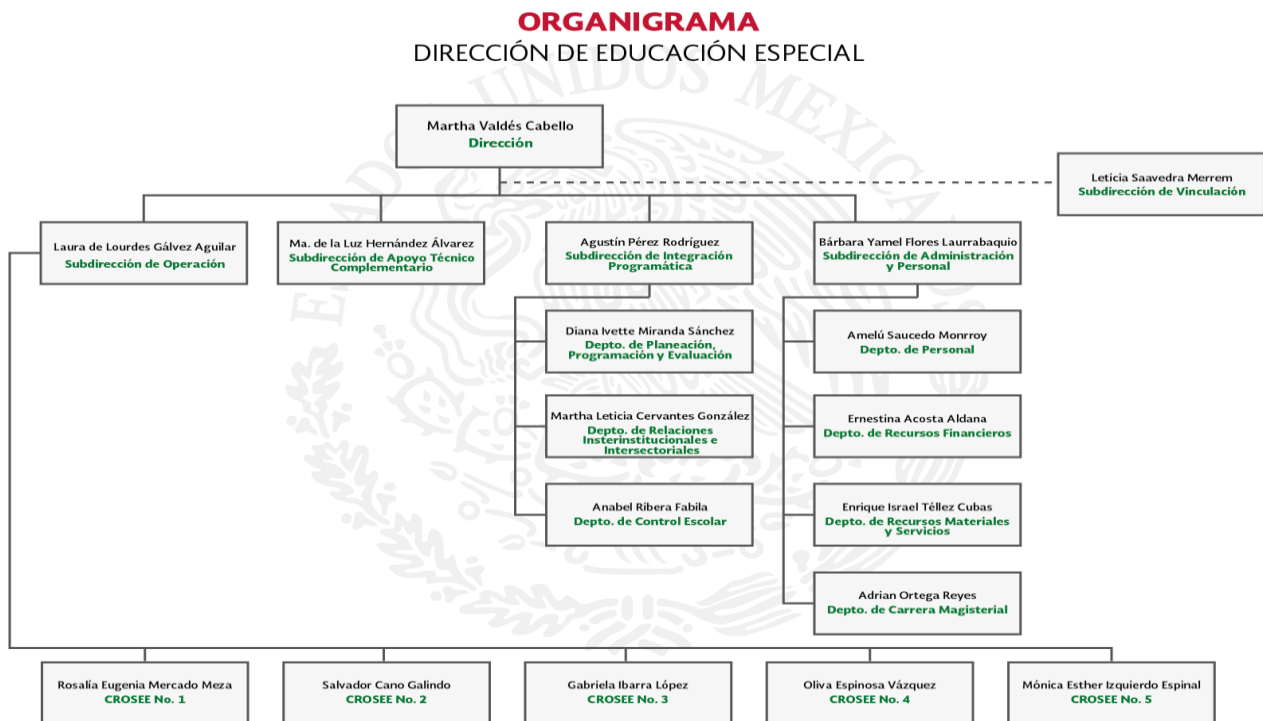 ORGANIGRAMA
DIRECCIÓN DE EDUCACIÓN ESPECIAL
ESTADOS UNIDOS MEXICANOS
Martha Valdés Cabello
Dirección
Leticia Saavedra Merrem
Subdirección de Vinculación
Laura de Lourdes Gálvez Aguilar
Subdirección de Operación
Ma. de la Luz Hernández Álvarez
Subdirección de Apoyo Técnico
Complementario
Agustín Pérez Rodríguez
Subdirección de Integración
Programática
Bárbara Yamel Flores Laurrabaquio
Subdirección de Administración
y Personal
Diana Ivette Miranda Sánchez
Depto. de Planeación,
Programación y Evaluación
Martha Leticia Cervantes González
Depto. de Relaciones
Insterinstitucionales e
Intersectoriales
Anabel Ribera Fabila
Depto. de Control Escolar
Amelú Saucedo Monrroy
Depto. de Personal
Ernestina Acosta Aldana
Depto. de Recursos Financieros
Enrique Israel Téllez Cubas
Depto. de Recursos Materiales
y Servicios
Adrian Ortega Reyes
Depto. de Carrera Magisterial
Rosalía Eugenia Mercado Meza
CROSEE No. 1
Salvador Cano Galindo
CROSEE No. 2
Gabriela Ibarra López
CROSEE No. 3
Oliva Espinosa Vázquez
CROSEE No. 4
Mónica Esther Izquierdo Espinal
CROSEE No. 5